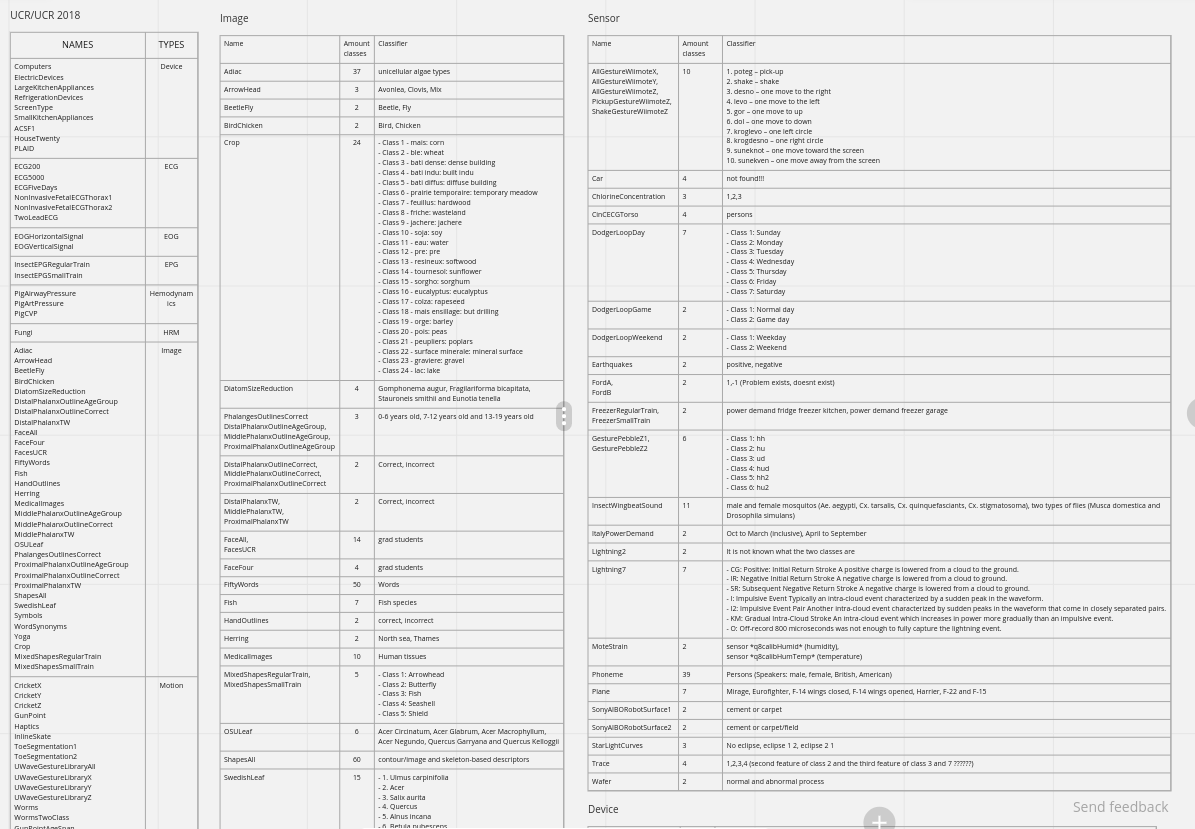 UCR/UCR 2018
NAMES TYPES
Computers Device
ElectricDevices
LargeKitchenAppliances
RefrigerationDevices
ScreenType
SmallKitchenAppliances
ACSF1
HouseTwenty
PLAID
ECG200 ECG
ECG5000
ECGFiveDays
NonInvasiveFetalECGThorax1
NonInvasiveFetalECGThorax2
TwoLeadECG
EOGHorizontalSignal EOG
EOGVerticalSignal
InsectEPGRegularTrain EPG
InsectEPGSmallTrain
PigAirwayPressure Hemodynam
PigArtPressure ics
PigCVP
Fungi HRM
Adiac Image
ArrowHead
BeetleFly
BirdChicken
DiatomSizeReduction
DistalPhalanxOutlineAgeGroup
DistalPhalanxOutlineCorrect
DistalPhalanxTW
FaceAll
FaceFour
FacesUCR
FiftyWords
Fish
HandOutlines
Herring
MedicalImages
MiddlePhalanxOutlineAgeGroup
MiddlePhalanxOutlineCorrect
MiddlePhalanxTW
OSULeaf
PhalangesOutlinesCorrect
ProximalPhalanxOutlineAgeGroup
ProximalPhalanxOutlineCorrect
ProximalPhalanxTW
ShapesAll
SwedishLeaf
Symbols
WordSynonyms
Yoga
Crop
MixedShapesRegularTrain
MixedShapesSmallTrain
CricketX Motion
CricketY
CricketZ
GunPoint
Haptics
InlineSkate
ToeSegmentation1
ToeSegmentation2
UWaveGestureLibraryAll
UWaveGestureLibraryX
UWaveGestureLibraryY
UWaveGestureLibraryZ
Worms
WormsTwoClass
GunPointAgeSpan
Image
Name Amount Classifier
classes
Adiac 37 unicellular algae types
ArrowHead 3 Avonlea, Clovis, Mix
BeetleFly 2 Beetle, Fly
BirdChicken 2 Bird, Chicken
Crop 24 - Class 1 - mais: corn
- Class 2 - ble: wheat
- Class 3 - bati dense: dense building
- Class 4 - bati indu: built indu
- Class 5 - bati diffus: diffuse building
- Class 6 - prairie temporaire: temporary meadow
- Class 7 - feuillus: hardwood
- Class 8 - friche: wasteland
- Class 9 - jachere: jachere
- Class 10 - soja: soy
- Class 11 - eau: water
- Class 12 - pre: pre
- Class 13 - resineux: softwood
- Class 14 - tournesol: sunflower
- Class 15 - sorgho: sorghum
- Class 16 - eucalyptus: eucalyptus
- Class 17 - colza: rapeseed
- Class 18 - mais ensillage: but drilling
- Class 19 - orge: barley
- Class 20 - pois: peas
- Class 21 - peupliers: poplars
- Class 22 - surface minerale: mineral surface
- Class 23 - graviere: gravel
- Class 24 - lac: lake
DiatomSizeReduction 4 Gomphonema augur, Fragilariforma bicapitata,
Stauroneis smithii and Eunotia tenella
PhalangesOutlinesCorrect 3 0-6 years old, 7-12 years old and 13-19 years old
DistalPhalanxOutlineAgeGroup,
MiddlePhalanxOutlineAgeGroup,
ProximalPhalanxOutlineAgeGroup
DistalPhalanxOutlineCorrect, 2 Correct, incorrect
MiddlePhalanxOutlineCorrect,
ProximalPhalanxOutlineCorrect
DistalPhalanxTW, 2 Correct, incorrect
MiddlePhalanxTW,
ProximalPhalanxTW
FaceAll, 14 grad students
FacesUCR
FaceFour 4 grad students
FiftyWords 50 Words
Fish 7 Fish species
HandOutlines 2 correct, incorrect
Herring 2 North sea, Thames
MedicalImages 10 Human tissues
MixedShapesRegularTrain, 5 - Class 1: Arrowhead
MixedShapesSmallTrain - Class 2: Butterfly
- Class 3: Fish
- Class 4: Seashell
- Class 5: Shield
OSULeaf 6 Acer Circinatum, Acer Glabrum, Acer Macrophyllum,
Acer Negundo, Quercus Garryana and Quercus Kelloggii
ShapesAll 60 contour/image and skeleton-based descriptors
SwedishLeaf 15 - 1. Ulmus carpinifolia
- 2. Acer
- 3. Salix aurita
- 4. Quercus
- 5. Alnus incana
- 6. Betula pubescens
Sensor
Name Amount Classifier
classes
AllGestureWiimoteX, 10 1. poteg – pick-up
AllGestureWiimoteY, 2. shake – shake
AllGestureWiimoteZ, 3. desno – one move to the right
PickupGestureWiimoteZ, 4. levo – one move to the left
ShakeGestureWiimoteZ 5. gor – one move to up
6. dol – one move to down
7. kroglevo – one left circle
8. krogdesno – one right circle
9. suneknot – one move toward the screen
10. sunekven – one move away from the screen
Car 4 not found!!!
ChlorineConcentration 3 1,2,3
CinCECGTorso 4 persons
DodgerLoopDay 7 - Class 1: Sunday
- Class 2: Monday
- Class 3: Tuesday
- Class 4: Wednesday
- Class 5: Thursday
- Class 6: Friday
- Class 7: Saturday
DodgerLoopGame 2 - Class 1: Normal day
- Class 2: Game day
DodgerLoopWeekend 2 - Class 1: Weekday
- Class 2: Weekend
Earthquakes 2 positive, negative
FordA, 2 1,-1 (Problem exists, doesnt exist)
FordB
FreezerRegularTrain, 2 power demand fridge freezer kitchen, power demand freezer garage
FreezerSmallTrain
GesturePebbleZ1, 6 - Class 1: hh
GesturePebbleZ2 - Class 2: hu
- Class 3: ud
- Class 4: hud
- Class 5: hh2
- Class 6: hu2
InsectWingbeatSound 11 male and female mosquitos (Ae. aegypti, Cx. tarsalis, Cx. quinquefasciants, Cx. stigmatosoma), two types of flies (Musca domestica and
Drosophila simulans)
ItalyPowerDemand 2 Oct to March (inclusive), April to September
Lightning2 2 It is not known what the two classes are
Lightning7 7 - CG: Positive: Initial Return Stroke A positive charge is lowered from a cloud to the ground.
- IR: Negative Initial Return Stroke A negative charge is lowered from a cloud to ground.
- SR: Subsequent Negative Return Stroke A negative charge is lowered from a cloud to ground.
- I: Impulsive Event Typically an intra-cloud event characterized by a sudden peak in the waveform.
- I2: Impulsive Event Pair Another intra-cloud event characterized by sudden peaks in the waveform that come in closely separated pairs.
- KM: Gradual Intra-Cloud Stroke An intra-cloud event which increases in power more gradually than an impulsive event.
- O: Off-record 800 microseconds was not enough to fully capture the lightning event.
MoteStrain 2 sensor *q8calibHumid* (humidity),
sensor *q8calibHumTemp* (temperature)
Phoneme 39 Persons (Speakers: male, female, British, American)
Plane 7 Mirage, Eurofighter, F-14 wings closed, F-14 wings opened, Harrier, F-22 and F-15
SonyAIBORobotSurface1 2 cement or carpet
SonyAIBORobotSurface2 2 cement or carpet/field
StarLightCurves 3 No eclipse, eclipse 1 2, eclipse 2 1
Trace 4 1,2,3,4 (second feature of class 2 and the third feature of class 3 and 7 ??????)
Wafer 2 normal and abnormal process
Device
Send feedback